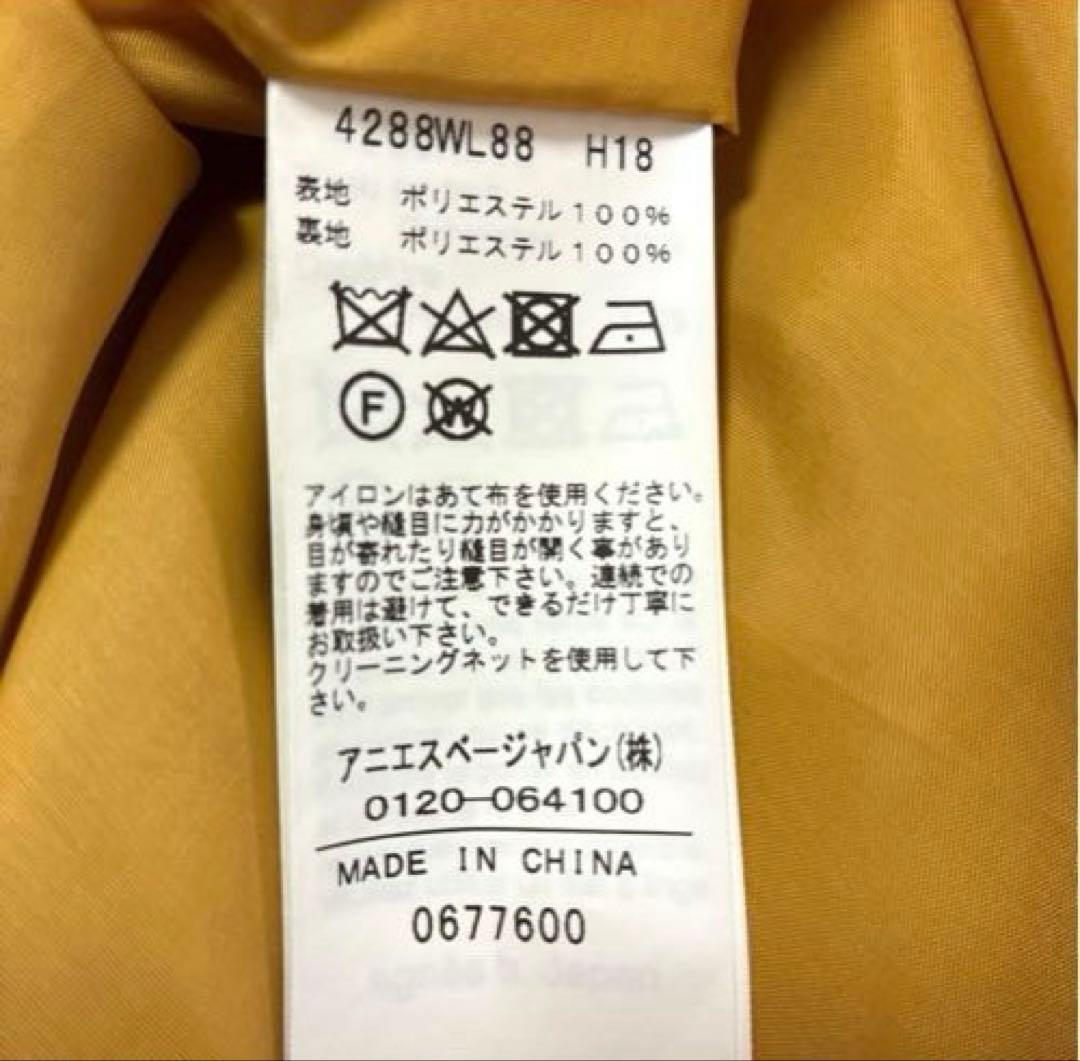 4288WL88 H18
表地 ポリエステル100%
裏地 ポリエステル100%
F
W
アイロンはあて布を使用ください。
身頃や縫目に力がかかりますと、
目が寄れたり縫目が開く事があり
ますのでご注意下さい。連続での
着用は避けて、できるだけ丁寧に
お取扱い下さい。
クリーニングネットを使用して下
さい。
アニエスベージャパン(株)
0120-064100
MADE IN CHINA
0677600